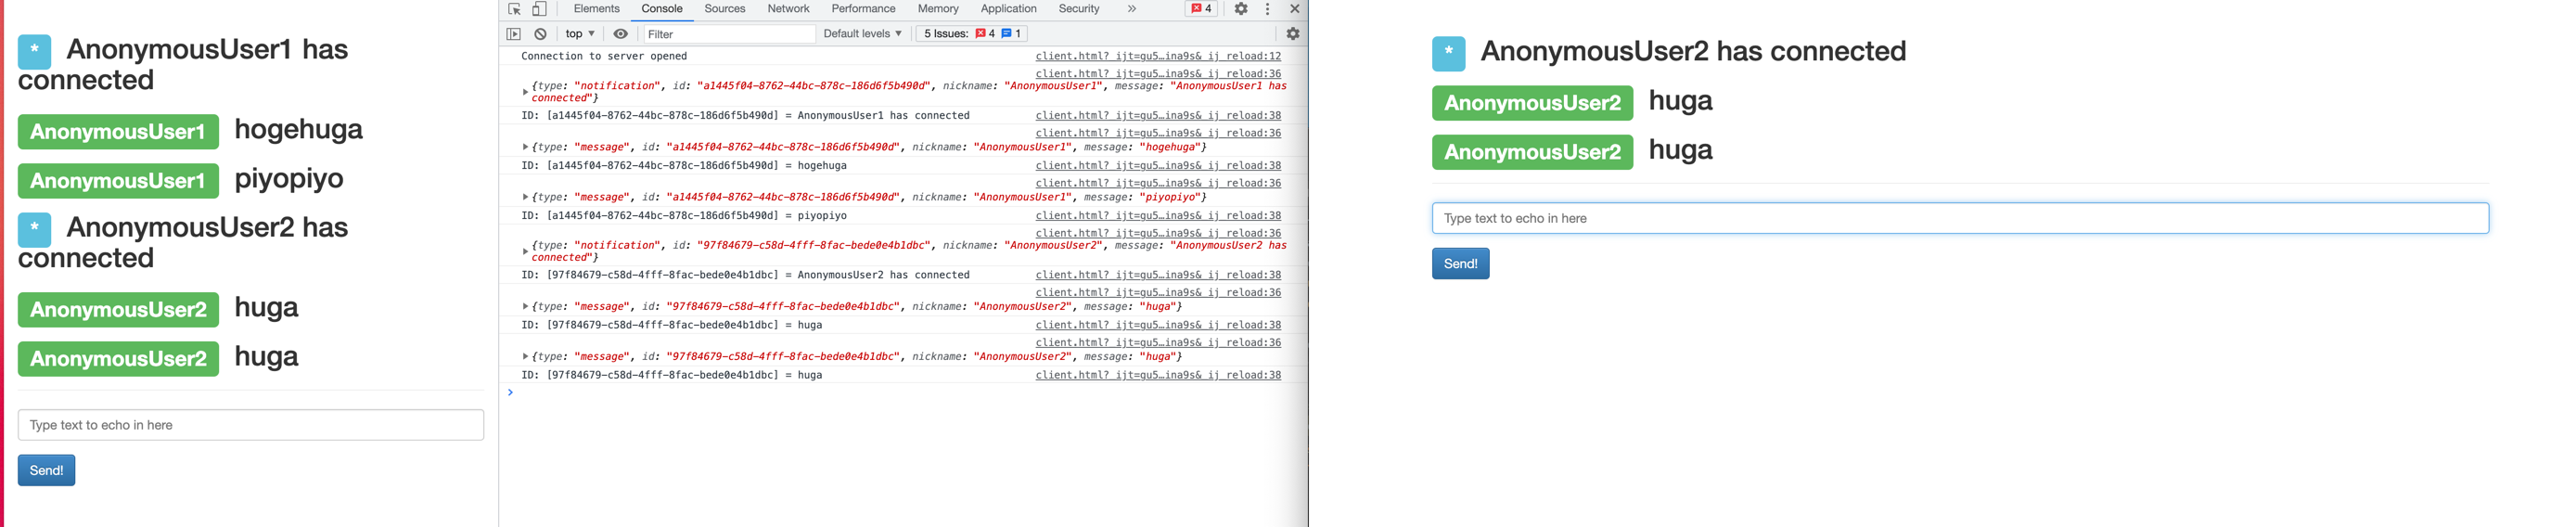 * AnonymousUser1 has
connected
AnonymousUser1 hogehuga
AnonymousUser1 piyopiyo
* AnonymousUser2 has
connected
AnonymousUser2 huga
AnonymousUser2 huga
Type text to echo in here
Send!
Elements Console Sources Network Performance Memory Application Security » 4
top ▼ Filter Default levels ▼ 5 Issues: 4 1
Connection to server opened client.html?_ijt=gu5…ina9s&_ij_reload:12
client.html?_ijt=gu5…ina9s&_ij_reload:36
{type: "notification", id: "a1445f04-8762-44bc-878c-186d6f5b490d", nickname: "AnonymousUser1", message: "AnonymousUser1 has
connected"}
ID: [a1445f04-8762-44bc-878c-186d6f5b490d] = AnonymousUser1 has connected client.html?_ijt=gu5…ina9s&_ij_reload:38
client.html?_ijt=gu5…ina9s&_ij_reload:36
{type: "message", id: "a1445f04-8762-44bc-878c-186d6f5b490d", nickname: "AnonymousUser1", message: "hogehuga"}
ID: [a1445f04-8762-44bc-878c-186d6f5b490d] = hogehuga client.html?_ijt=gu5…ina9s&_ij_reload:38
client.html?_ijt=gu5…ina9s&_ij_reload:36
{type: "message", id: "a1445f04-8762-44bc-878c-186d6f5b490d", nickname: "AnonymousUser1", message: "piyopiyo"}
ID: [a1445f04-8762-44bc-878c-186d6f5b490d] = piyopiyo client.html?_ijt=gu5…ina9s&_ij_reload:38
client.html?_ijt=gu5…ina9s&_ij_reload:36
{type: "notification", id: "97f84679-c58d-4fff-8fac-bede0e4b1dbc", nickname: "AnonymousUser2", message: "AnonymousUser2 has
connected"}
ID: [97f84679-c58d-4fff-8fac-bede0e4b1dbc] = AnonymousUser2 has connected client.html?_ijt=gu5…ina9s&_ij_reload:38
client.html?_ijt=gu5…ina9s&_ij_reload:36
{type: "message", id: "97f84679-c58d-4fff-8fac-bede0e4b1dbc", nickname: "AnonymousUser2", message: "huga"}
ID: [97f84679-c58d-4fff-8fac-bede0e4b1dbc] = huga client.html?_ijt=gu5…ina9s&_ij_reload:38
client.html?_ijt=gu5…ina9s&_ij_reload:36
{type: "message", id: "97f84679-c58d-4fff-8fac-bede0e4b1dbc", nickname: "AnonymousUser2", message: "huga"}
ID: [97f84679-c58d-4fff-8fac-bede0e4b1dbc] = huga client.html?_ijt=gu5…ina9s&_ij_reload:38
* AnonymousUser2 has connected
AnonymousUser2 huga
AnonymousUser2 huga
Type text to echo in here
Send!